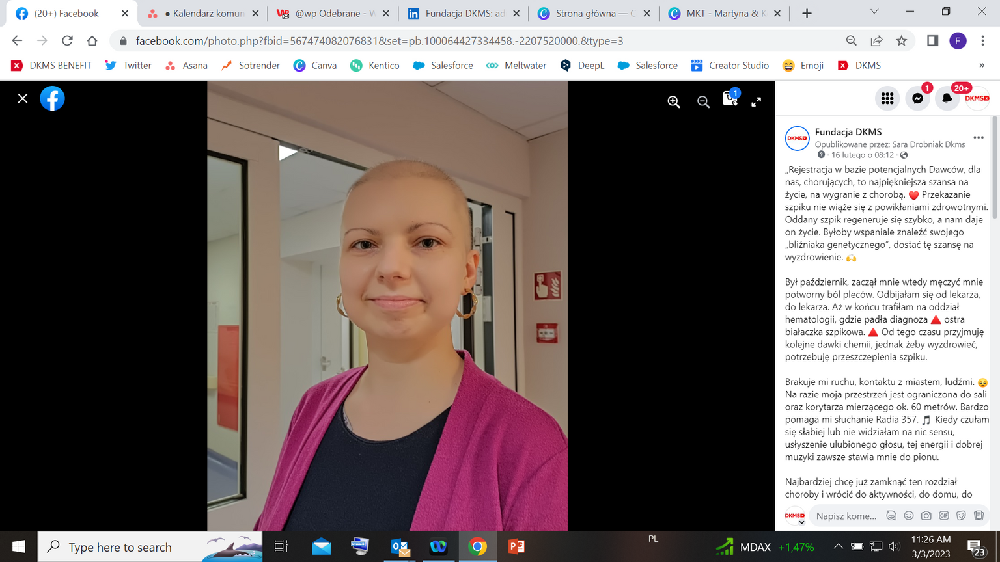 (20+) Facebook
● Kalendarz komun
@wp Odebrane - W
Fundacja DKMS: ad
Strona główna — C
MKT - Martyna & K
facebook.com/photo.php?fbid=567474082076831&set=pb.100064427334458.-2207520000.&type=3
F
DKMS BENEFIT
Twitter
Asana
Sotrender
Canva
Kentico
Salesforce
Meltwater
DeepL
Salesforce
Creator Studio
Emoji
DKMS
»
1
1
20+
DKMS
DKMS
Fundacja DKMS
Opublikowane przez: Sara Drobniak Dkms
· 16 lutego o 08:12 ·
„Rejestracja w bazie potencjalnych Dawców, dla
nas, chorujących, to najpiękniejsza szansa na
życie, na wygranie z chorobą. ❤️ Przekazanie
szpiku nie wiąże się z powikłaniami zdrowotnymi.
Oddany szpik regeneruje się szybko, a nam daje
on życie. Byłoby wspaniale znaleźć swojego
„bliźniaka genetycznego”, dostać tę szansę na
wyzdrowienie. 🙌
Był październik, zaczął mnie wtedy męczyć mnie
potworny ból pleców. Odbijałam się od lekarza,
do lekarza. Aż w końcu trafiłam na oddział
hematologii, gdzie padła diagnoza 🔺 ostra
białaczka szpikowa. 🔺 Od tego czasu przyjmuję
kolejne dawki chemii, jednak żeby wyzdrowieć,
potrzebuję przeszczepienia szpiku.
Brakuje mi ruchu, kontaktu z miastem, ludźmi. 😔
Na razie moja przestrzeń jest ograniczona do sali
oraz korytarza mierzącego ok. 60 metrów. Bardzo
pomaga mi słuchanie Radia 357. 🎵 Kiedy czułam
się słabiej lub nie widziałam na nic sensu,
usłyszenie ulubionego głosu, tej energii i dobrej
muzyki zawsze stawia mnie do pionu.
Najbardziej chcę już zamknąć ten rozdział
choroby i wrócić do aktywności, do domu, do
DKMS
Napisz kome...
GIF
Type here to search
PL
MDAX +1,47%
11:26 AM
3/3/2023
23